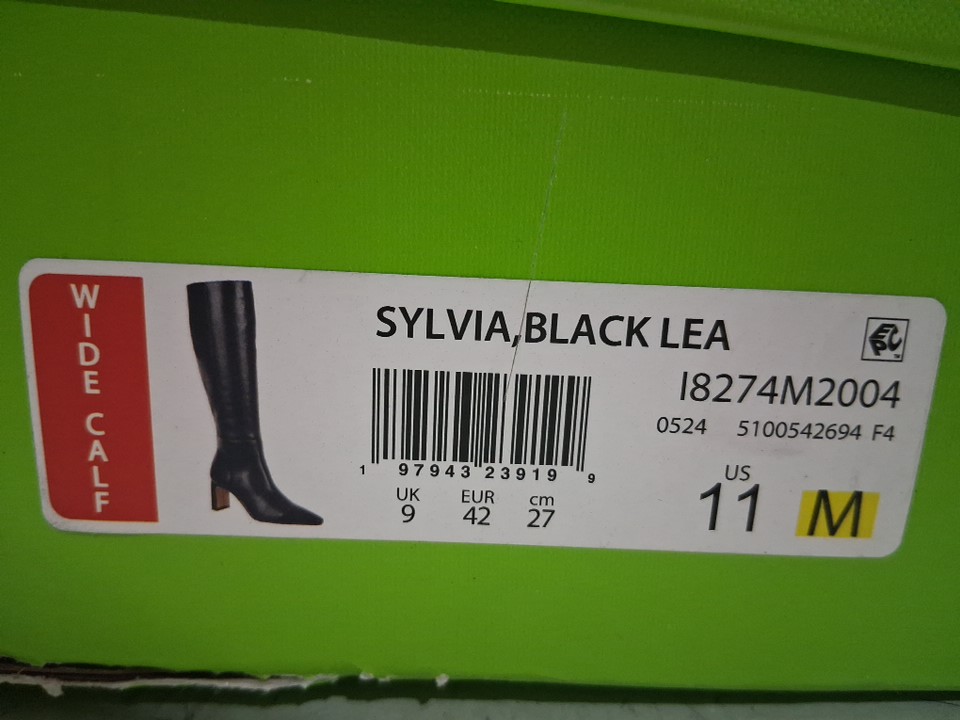 WIDE CALF
SYLVIA,BLACK LEA
EPC
I8274M2004
0524 5100542694 F4
1 97943 23919 9
UK EUR cm
9 42 27
US
11 M